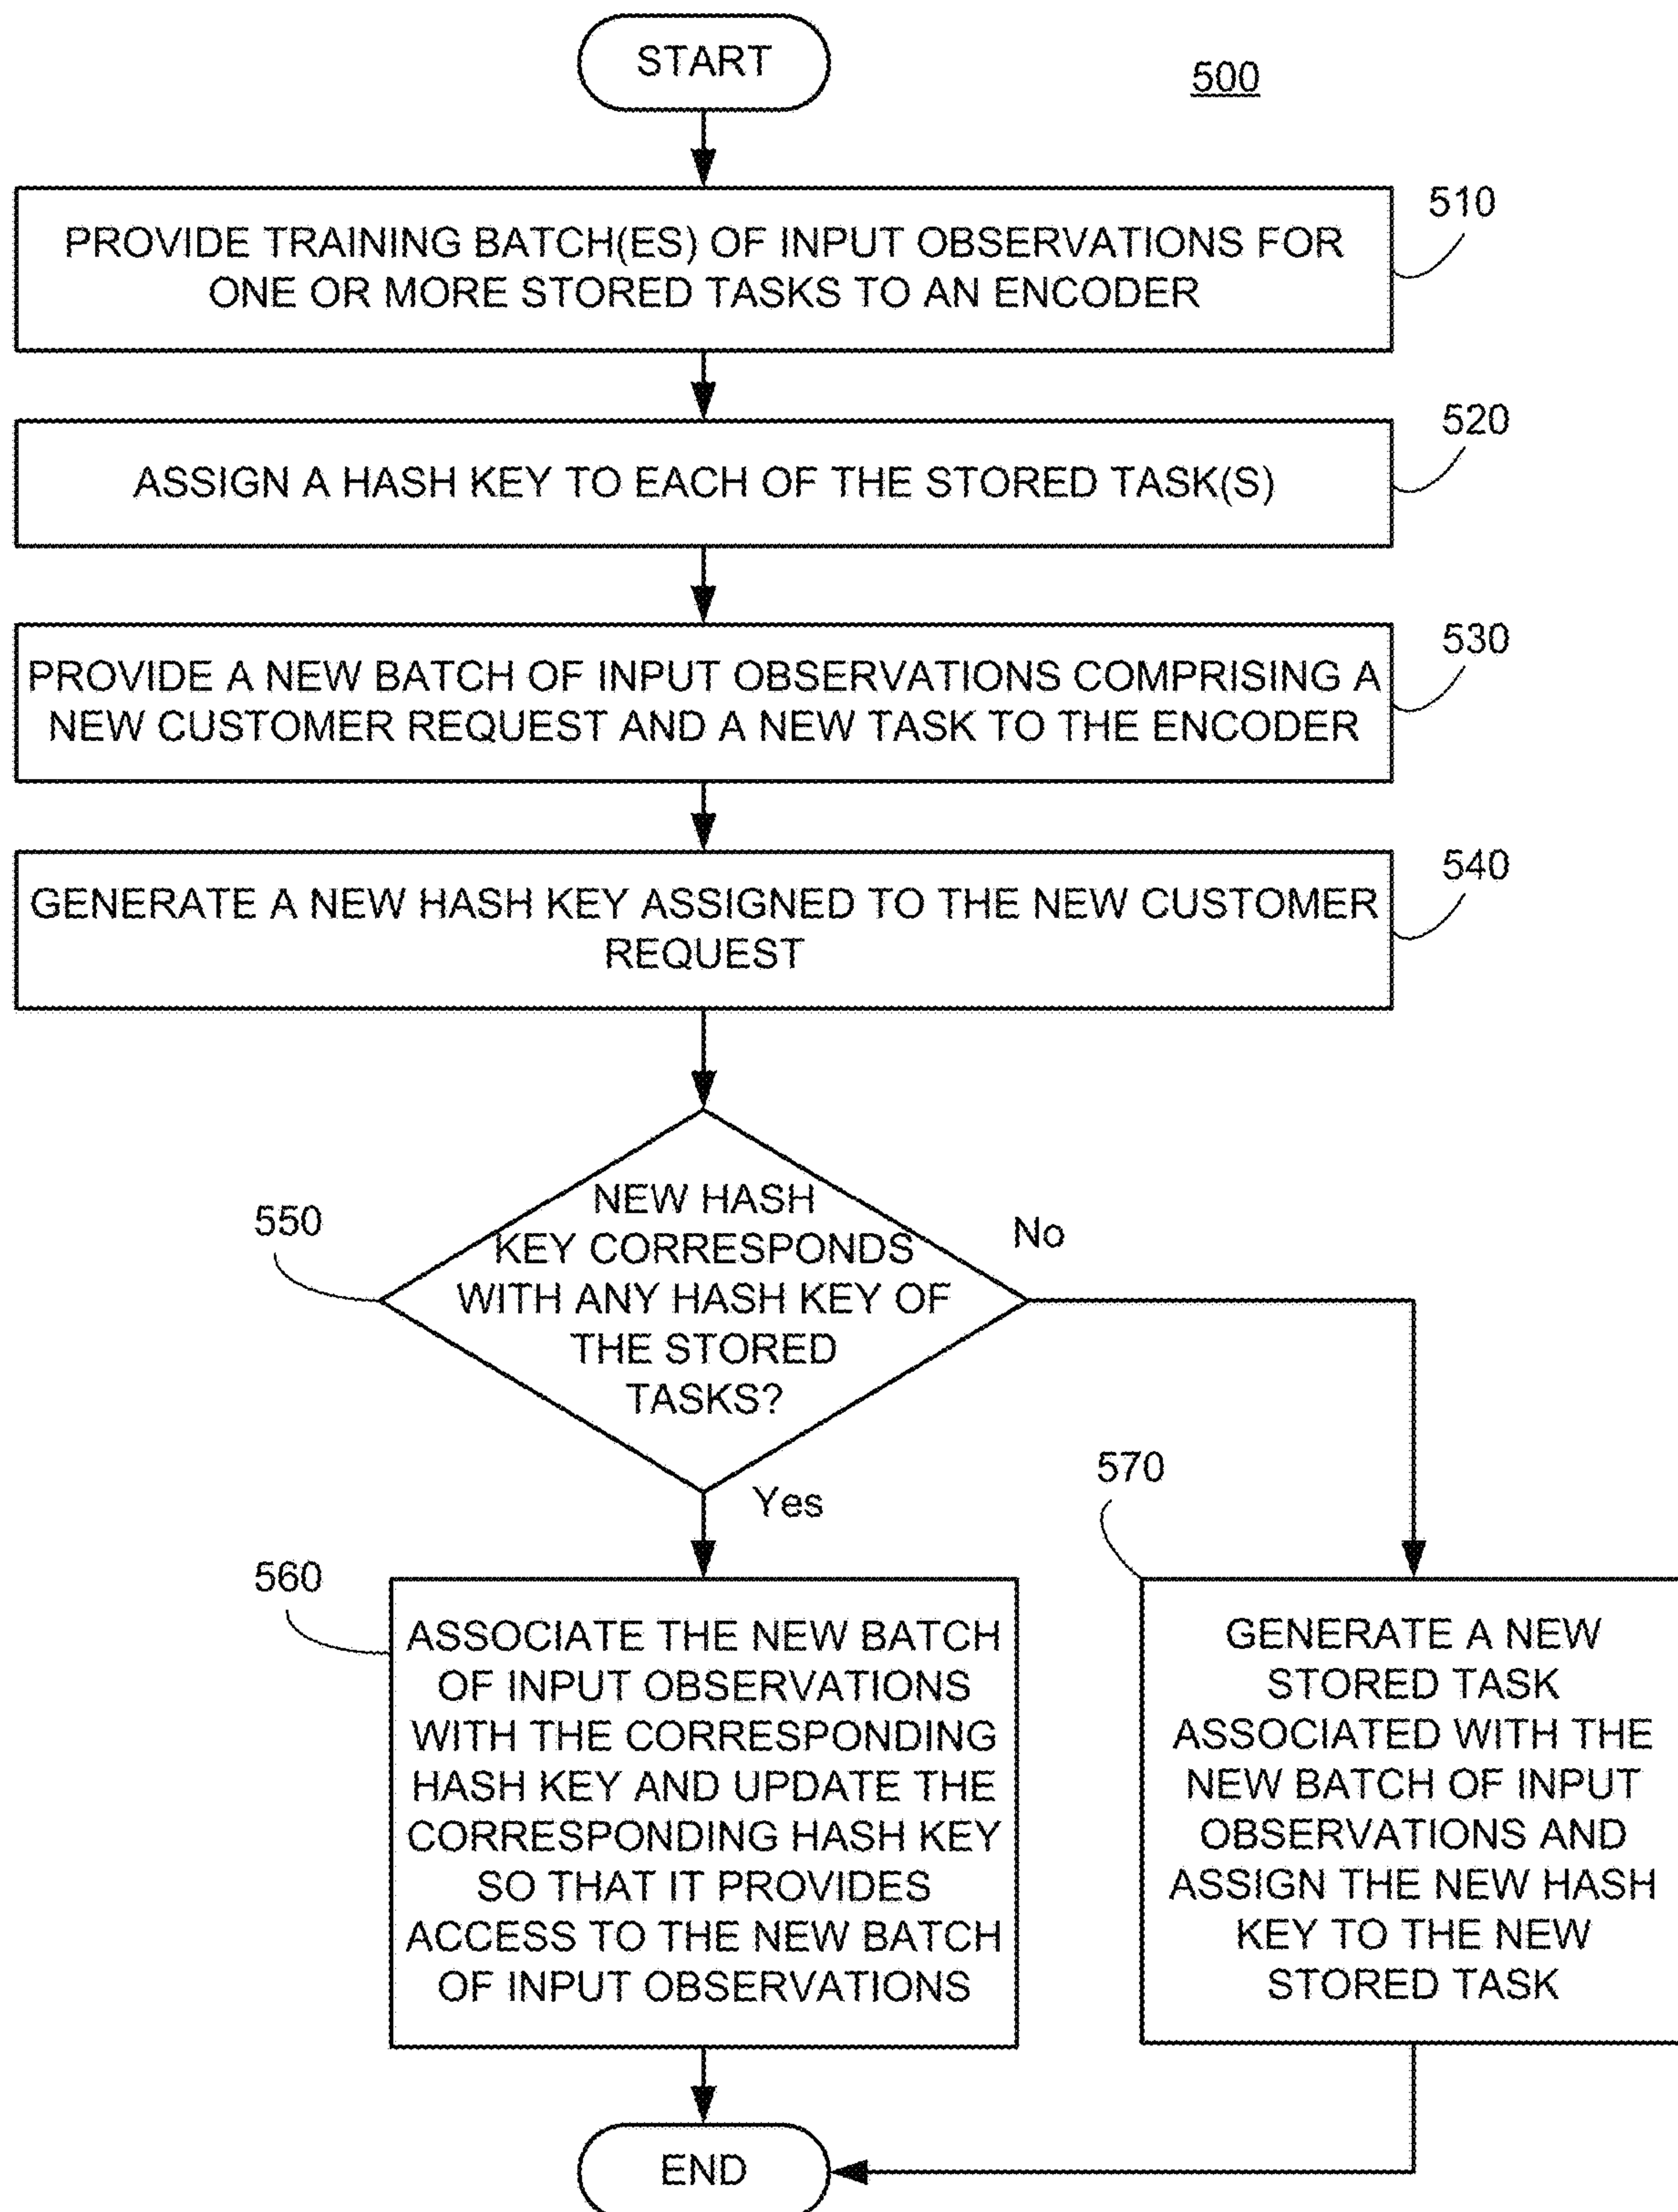 START
500
PROVIDE TRAINING BATCH(ES) OF INPUT OBSERVATIONS FOR
ONE OR MORE STORED TASKS TO AN ENCODER
510
ASSIGN A HASH KEY TO EACH OF THE STORED TASK(S)
520
PROVIDE A NEW BATCH OF INPUT OBSERVATIONS COMPRISING A
NEW CUSTOMER REQUEST AND A NEW TASK TO THE ENCODER
530
GENERATE A NEW HASH KEY ASSIGNED TO THE NEW CUSTOMER
REQUEST
540
550
NEW HASH
KEY CORRESPONDS
WITH ANY HASH KEY OF
THE STORED
TASKS?
No
Yes
560
ASSOCIATE THE NEW BATCH
OF INPUT OBSERVATIONS
WITH THE CORRESPONDING
HASH KEY AND UPDATE THE
CORRESPONDING HASH KEY
SO THAT IT PROVIDES
ACCESS TO THE NEW BATCH
OF INPUT OBSERVATIONS
570
GENERATE A NEW
STORED TASK
ASSOCIATED WITH THE
NEW BATCH OF INPUT
OBSERVATIONS AND
ASSIGN THE NEW HASH
KEY TO THE NEW
STORED TASK
END